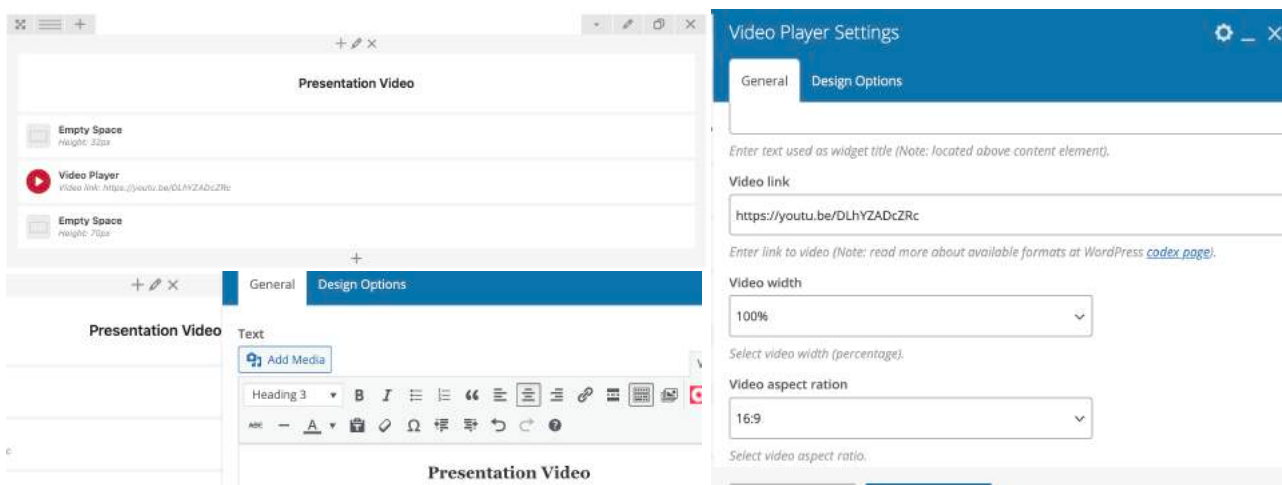 Presentation Video
Empty Space
Height: 32px
Video Player
Video link: https://youtu.be/DLhYZADcZRc
Empty Space
Height: 70px
Presentation Video
General
Design Options
Text
Add Media
Heading 3
B I
ABC
A
Presentation Video
Video Player Settings
General
Design Options
Enter text used as widget title (Note: located above content element).
Video link
https://youtu.be/DLhYZADcZRc
Enter link to video (Note: read more about available formats at WordPress codex page).
Video width
100%
Select video width (percentage).
Video aspect ration
16:9
Select video aspect ratio.